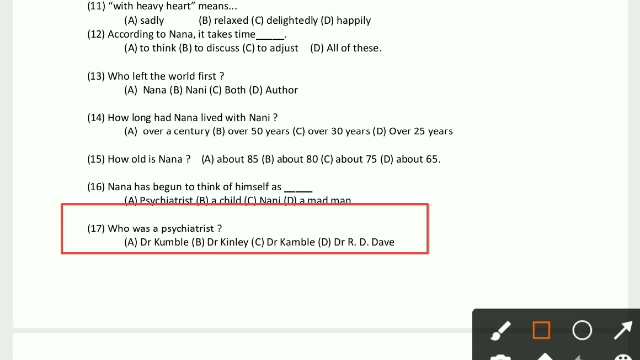 (11) “with heavy heart” means...
(A) sadly (B) relaxed (C) delightedly (D) happily
(12) According to Nana, it takes time_____.
(A) to think (B) to discuss (C) to adjust (D) All of these.
(13) Who left the world first ?
(A) Nana (B) Nani (C) Both (D) Author
(14) How long had Nana lived with Nani ?
(A) over a century (B) over 50 years (C) over 30 years (D) Over 25 years
(15) How old is Nana ? (A) about 85 (B) about 80 (C) about 75 (D) about 65.
(16) Nana has begun to think of himself as _____
(A) Psychiatrist (B) a child (C) Nani (D) a mad man
(17) Who was a psychiatrist ?
(A) Dr Kumble (B) Dr Kinley (C) Dr Kamble (D) Dr R. D. Dave